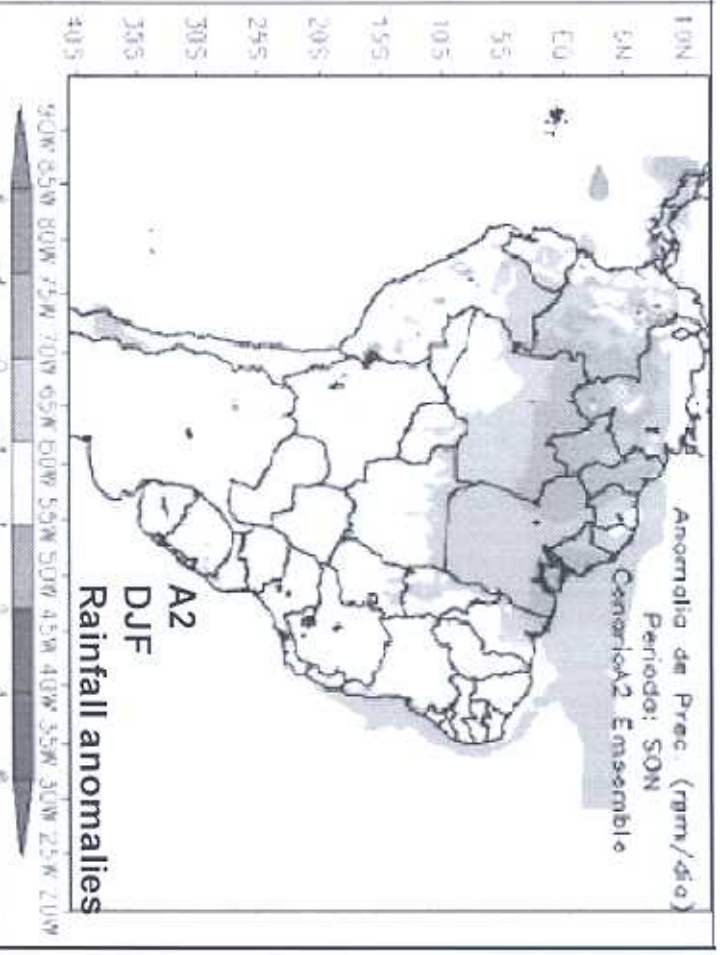 Anomalia de Prec. (mm/dia)
Periodo: SON
CenarioA2 Emsemble
10N
5N
EQ
5S
10S
15S
20S
25S
30S
35S
40S
A2
DJF
Rainfall anomalies
90W 85W 80W 75W 70W 65W 60W 55W 50W 45W 40W 35W 30W 25W 20W